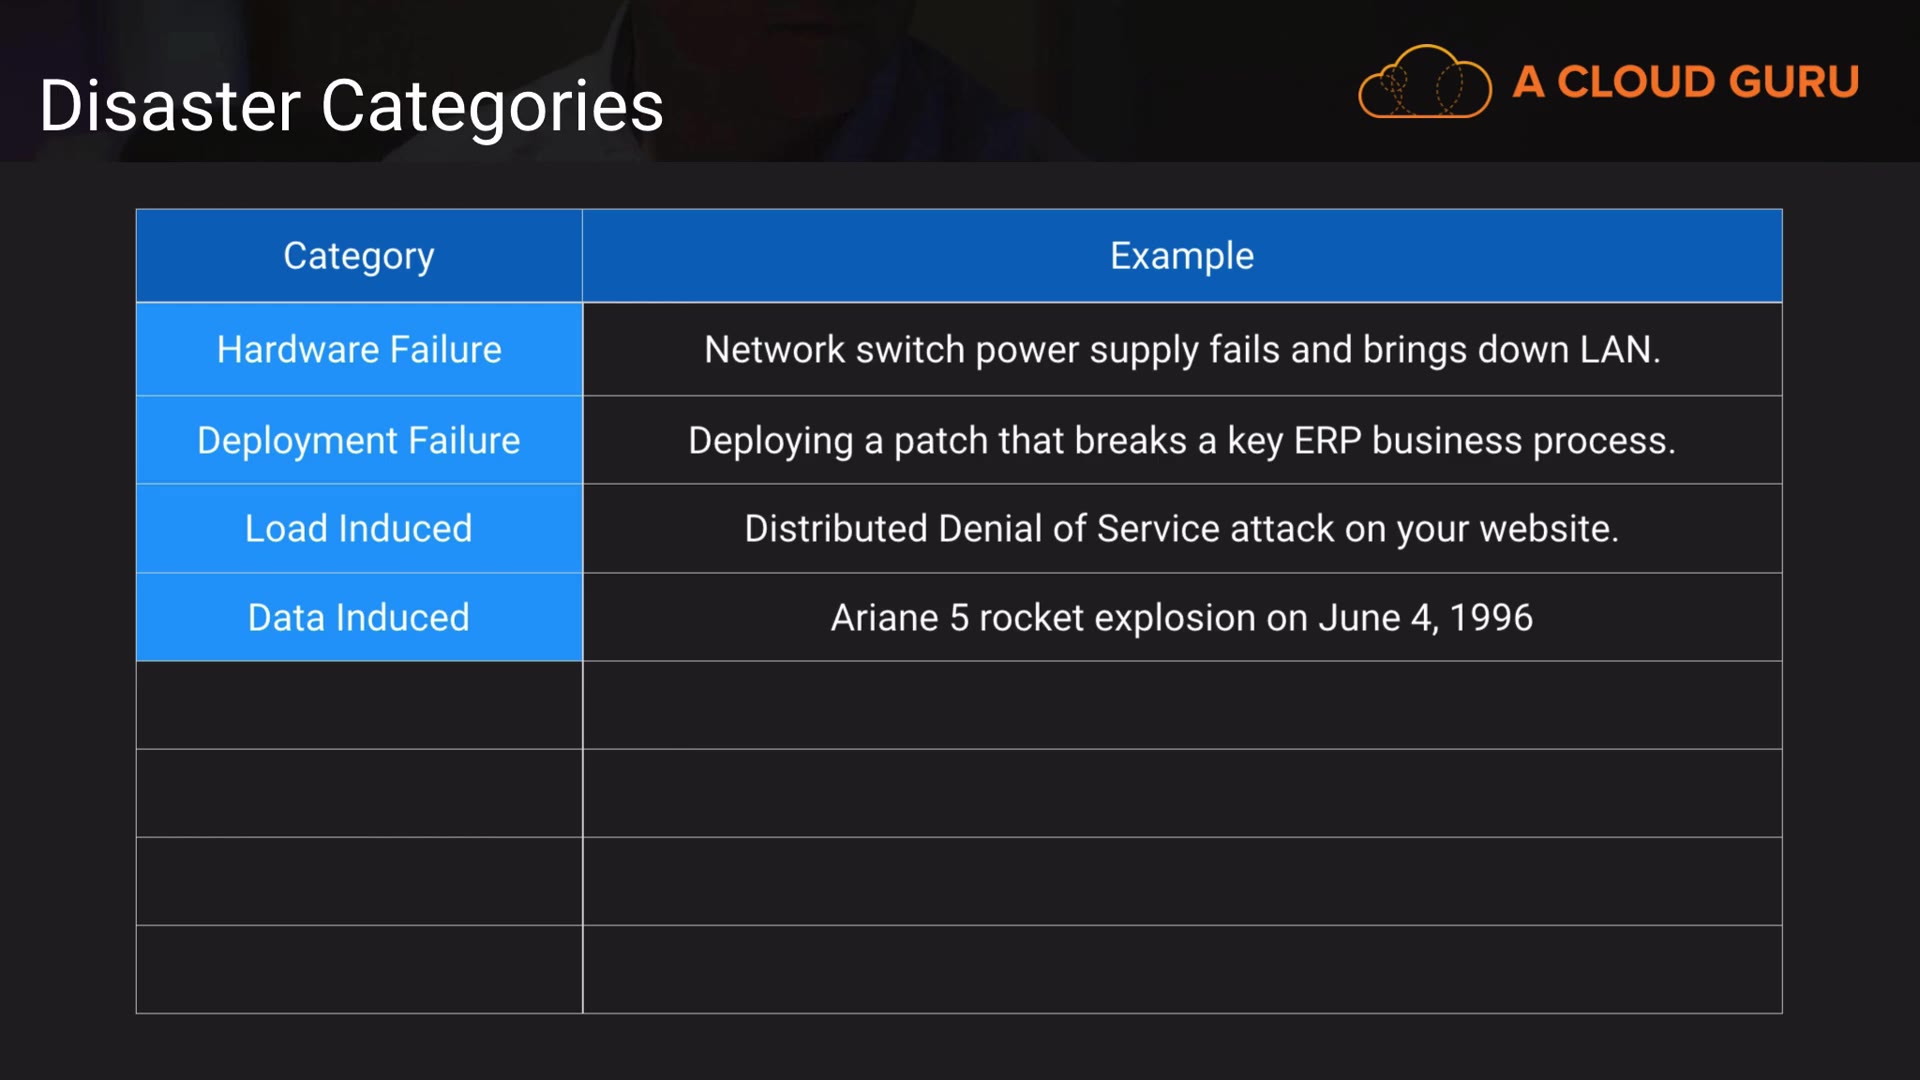 Disaster Categories
A CLOUD GURU
Category Example
Hardware Failure Network switch power supply fails and brings down LAN.
Deployment Failure Deploying a patch that breaks a key ERP business process.
Load Induced Distributed Denial of Service attack on your website.
Data Induced Ariane 5 rocket explosion on June 4, 1996